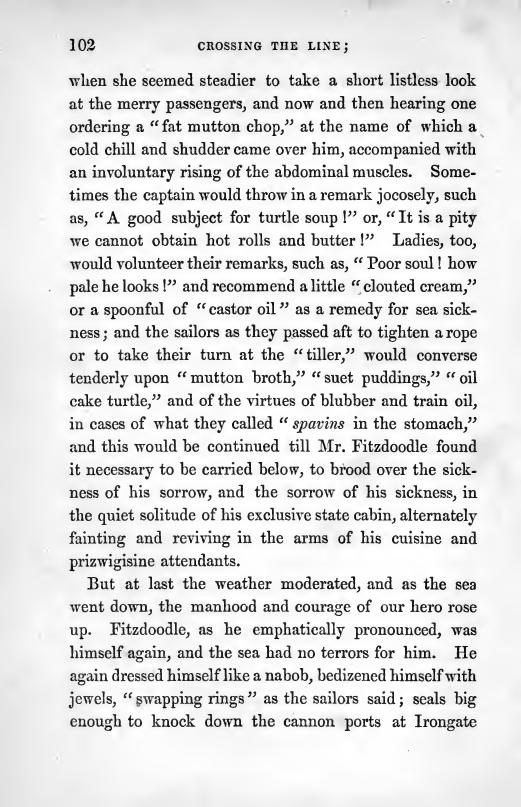 102 CROSSING THE LINE;
when she seemed steadier to take a short listless look
at the merry passengers, and now and then hearing one
ordering a “fat mutton chop,” at the name of which a
cold chill and shudder came over him, accompanied with
an involuntary rising of the abdominal muscles. Some-
times the captain would throw in a remark jocosely, such
as, “A good subject for turtle soup!” or, “It is a pity
we cannot obtain hot rolls and butter!” Ladies, too,
would volunteer their remarks, such as, “Poor soul! how
pale he looks!” and recommend a little “clouted cream,”
or a spoonful of “castor oil” as a remedy for sea sick-
ness; and the sailors as they passed aft to tighten a rope
or to take their turn at the “tiller,” would converse
tenderly upon “mutton broth,” “suet puddings,” “oil
cake turtle,” and of the virtues of blubber and train oil,
in cases of what they called “spavins in the stomach,”
and this would be continued till Mr. Fitzdoodle found
it necessary to be carried below, to brood over the sick-
ness of his sorrow, and the sorrow of his sickness, in
the quiet solitude of his exclusive state cabin, alternately
fainting and reviving in the arms of his cuisine and
prizwigisine attendants.
But at last the weather moderated, and as the sea
went down, the manhood and courage of our hero rose
up. Fitzdoodle, as he emphatically pronounced, was
himself again, and the sea had no terrors for him. He
again dressed himself like a nabob, bedizened himself with
jewels, “swapping rings” as the sailors said; seals big
enough to knock down the cannon ports at Irongate